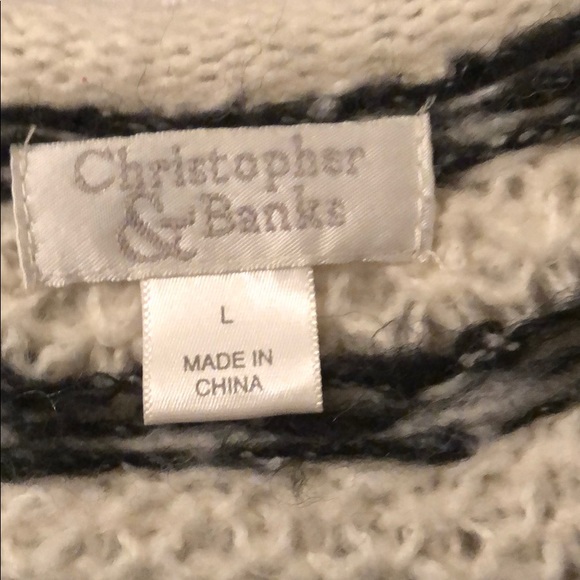 Christopher
& Banks
L
MADE IN
CHINA